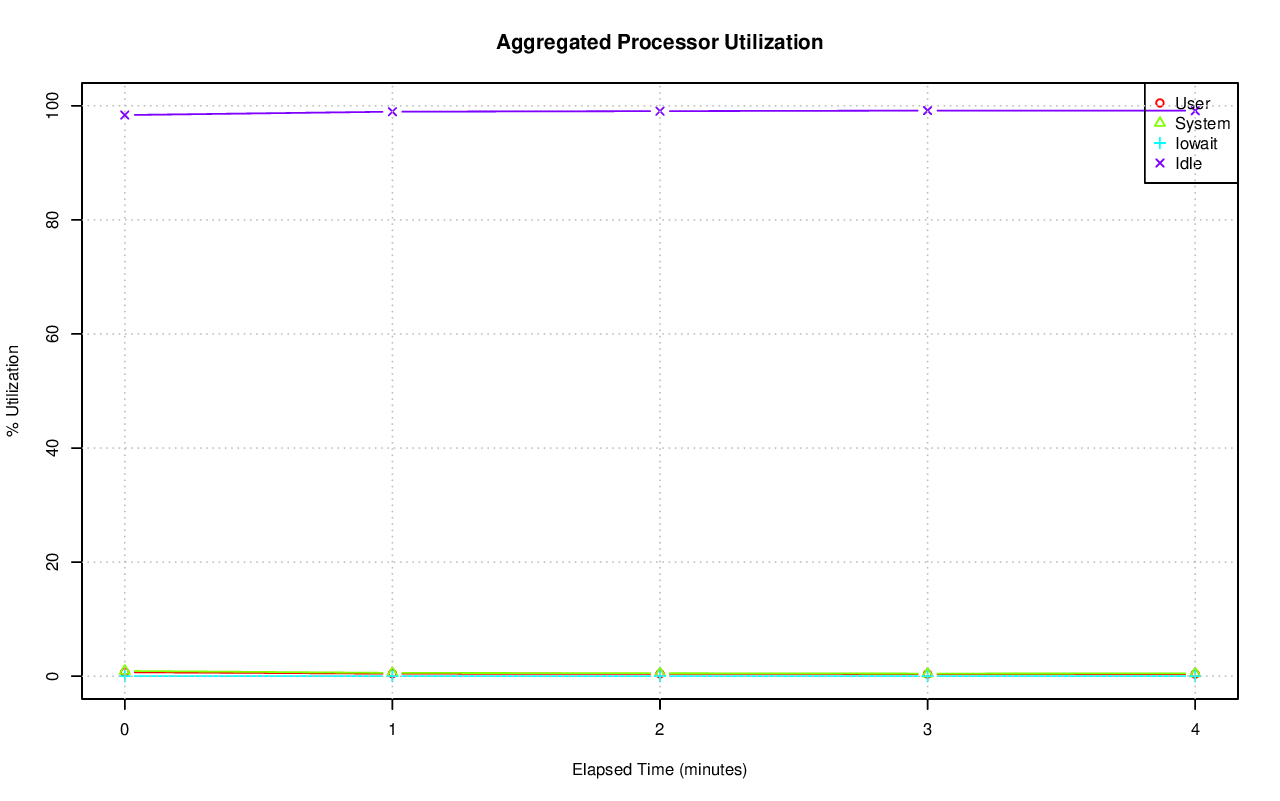 Aggregated Processor Utilization
% Utilization
100
80
60
40
20
0
User
System
Iowait
Idle
0 1 2 3 4
Elapsed Time (minutes)